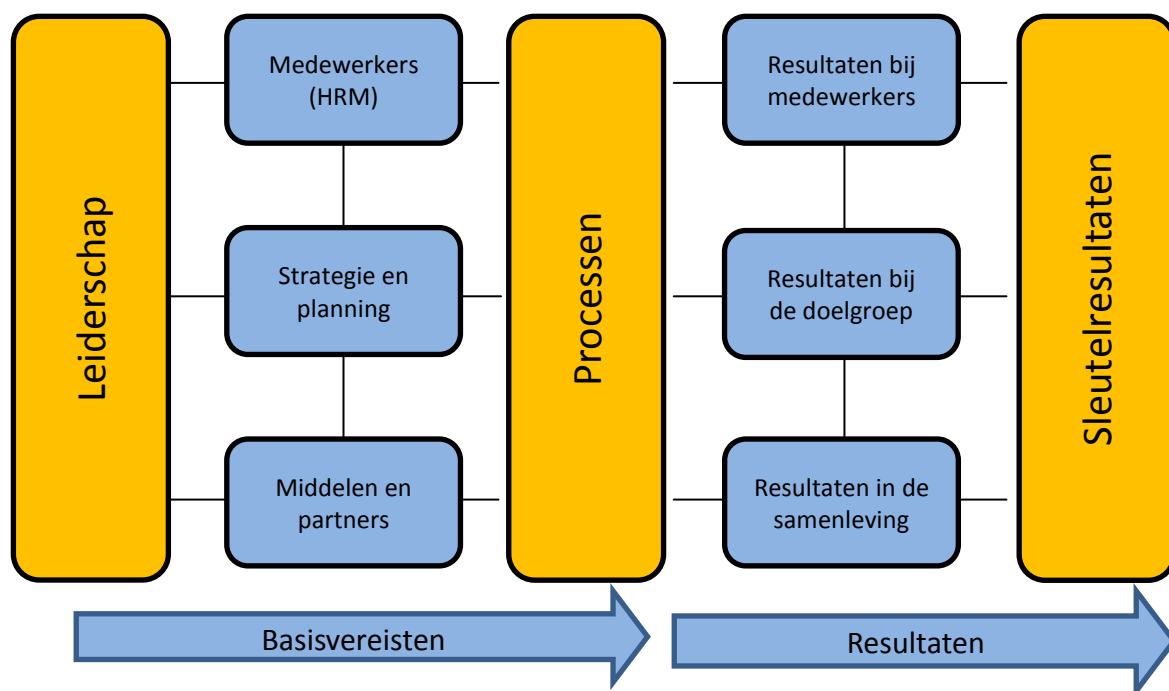 Leiderschap
Medewerkers
(HRM)
Strategie en
planning
Middelen en
partners
Processen
Resultaten bij
medewerkers
Resultaten bij
de doelgroep
Resultaten in de
samenleving
Sleutelresultaten
Basisvereisten
Resultaten